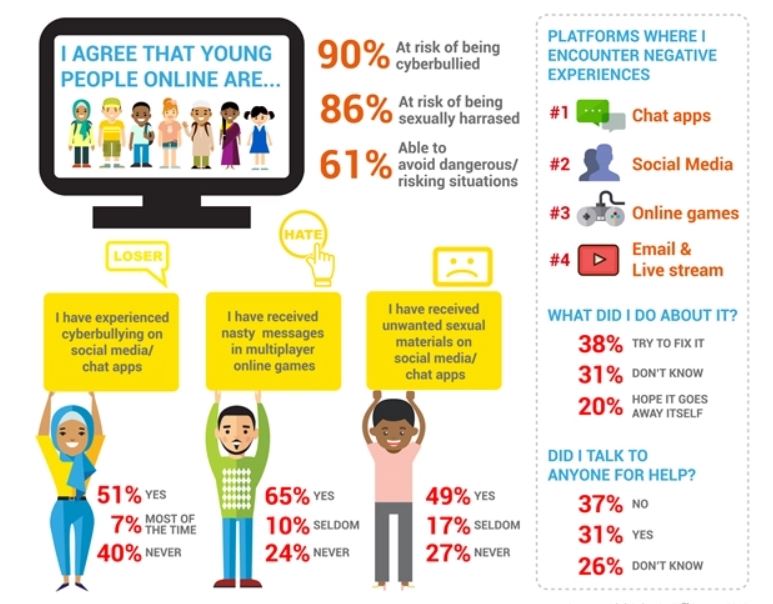 I AGREE THAT YOUNG
PEOPLE ONLINE ARE...
90% At risk of being
cyberbullied
86% At risk of being
sexually harrased
61% Able to
avoid dangerous/
risking situations
LOSER
HATE
I have experienced
cyberbullying on
social media/
chat apps
I have received
nasty messages
in multiplayer
online games
I have received
unwanted sexual
materials on
social media/
chat apps
51% YES
7% MOST OF
THE TIME
40% NEVER
65% YES
10% SELDOM
24% NEVER
49% YES
17% SELDOM
27% NEVER
PLATFORMS WHERE I
ENCOUNTER NEGATIVE
EXPERIENCES
#1 Chat apps
#2 Social Media
#3 Online games
#4 Email &
Live stream
WHAT DID I DO ABOUT IT?
38% TRY TO FIX IT
31% DON'T KNOW
20% HOPE IT GOES
AWAY ITSELF
DID I TALK TO
ANYONE FOR HELP?
37% NO
31% YES
26% DON'T KNOW